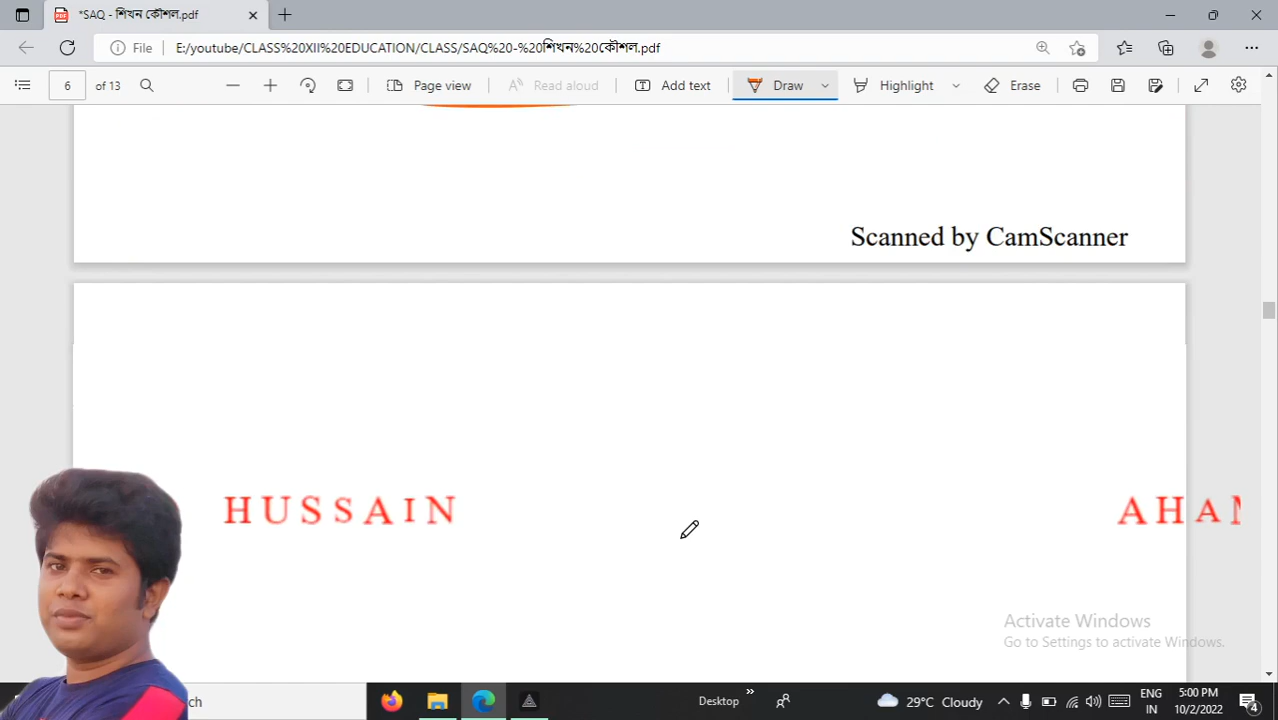 *SAQ - শিখন কৌশল.pdf
File
E:/youtube/CLASS%20XII%20EDUCATION/CLASS/SAQ%20-%20শিখন%20কৌশল.pdf
6 of 13
Page view
Read aloud
Add text
Draw
Highlight
Erase
Scanned by CamScanner
HUSSAIN
Activate Windows
Go to Settings to activate Windows.
Desktop
29°C Cloudy
ENG
IN
5:00 PM
10/2/2022
4